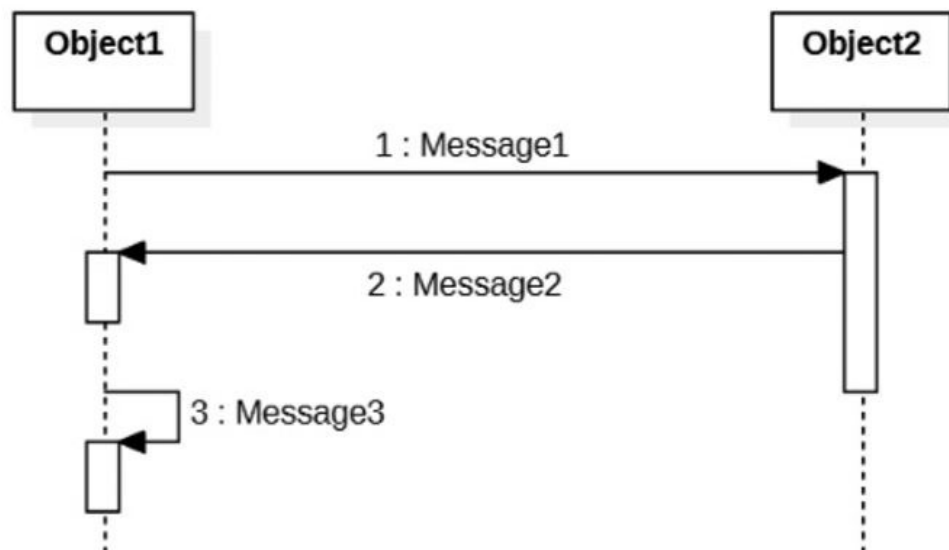 Object1
Object2
1 : Message1
2 : Message2
3 : Message3